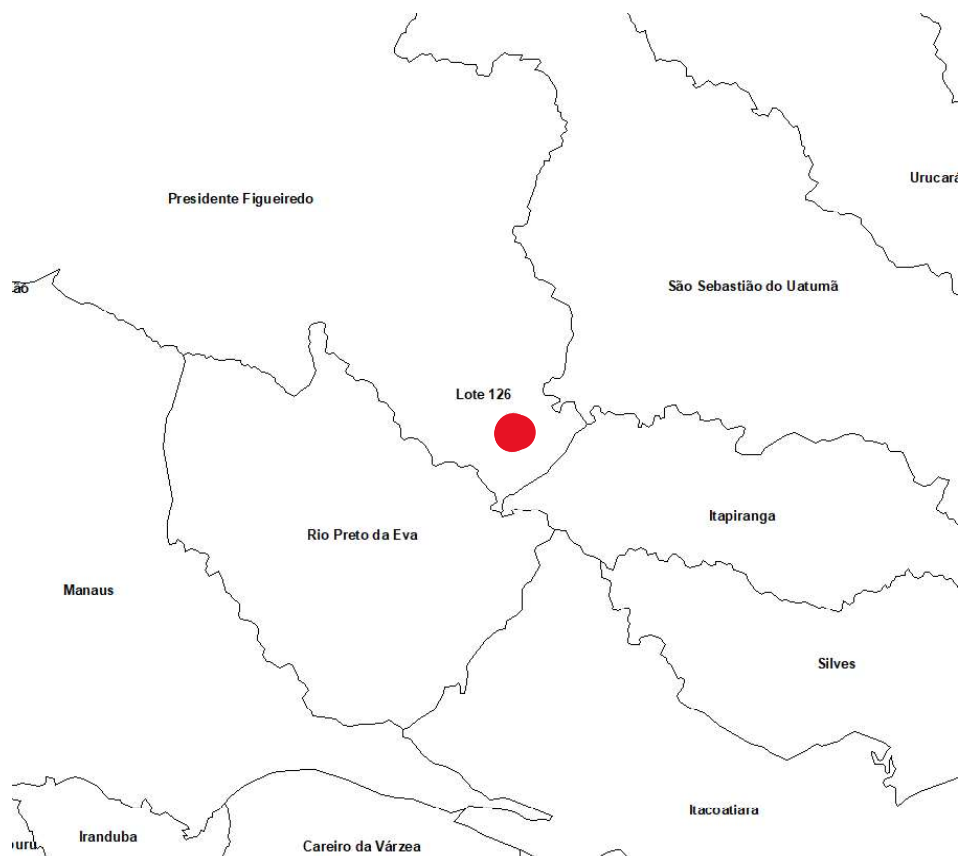 Urucará
Presidente Figueiredo
São Sebastião do Uatumã
ão
Lote 126
Itapiranga
Rio Preto da Eva
Manaus
Silves
Itacoatiara
Iranduba
Careiro da Várzea